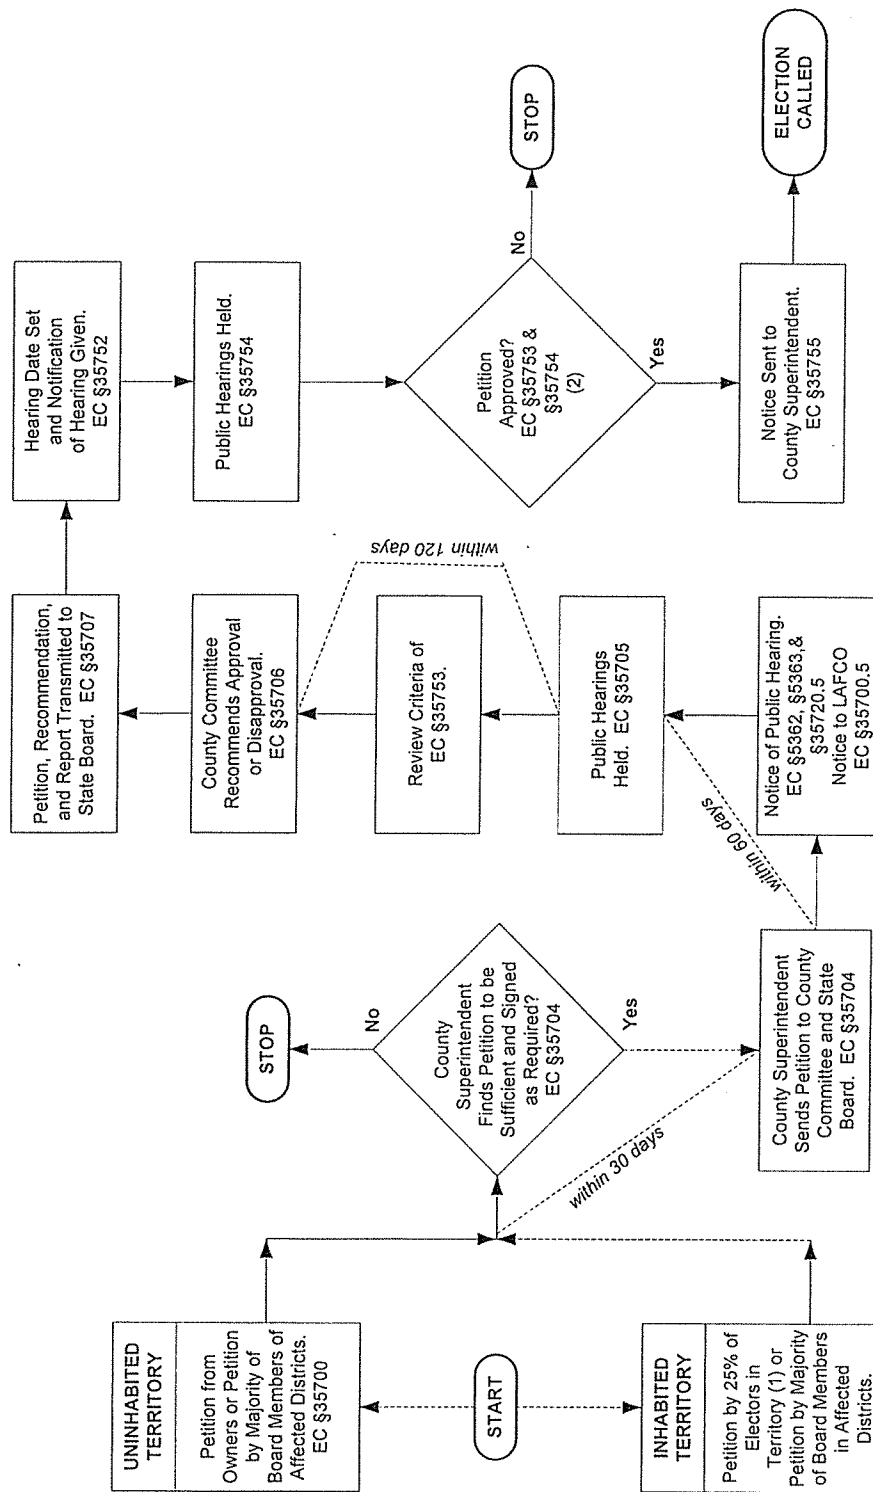 UNINHABITED
TERRITORY
Petition from
Owners or Petition
by Majority of
Board Members of
Affected Districts.
EC §35700
START
INHABITED
TERRITORY
Petition by 25% of
Electors in
Territory (1) or
Petition by Majority
of Board Members
in Affected
Districts.
STOP
No
County
Superintendent
Finds Petition to be
Sufficient and Signed
as Required?
EC §35704
Yes
within 30 days
County Superintendent
Sends Petition to County
Committee and State
Board. EC §35704
within 60 days
Notice of Public Hearing.
EC §5362, §5363,&
§35720.5
Notice to LAFCO
EC §35700.5
Public Hearings
Held. EC §35705
within 120 days
Review Criteria of
EC §35753.
County Committee
Recommends Approval
or Disapproval.
EC §35706
Petition, Recommendation,
and Report Transmitted to
State Board. EC §35707
Hearing Date Set
and Notification
of Hearing Given.
EC §35752
Public Hearings Held.
EC §35754
Petition
Approved?
EC §35753 &
§35754
(2)
No
STOP
Yes
Notice Sent to
County Superintendent.
EC §35755
ELECTION
CALLED